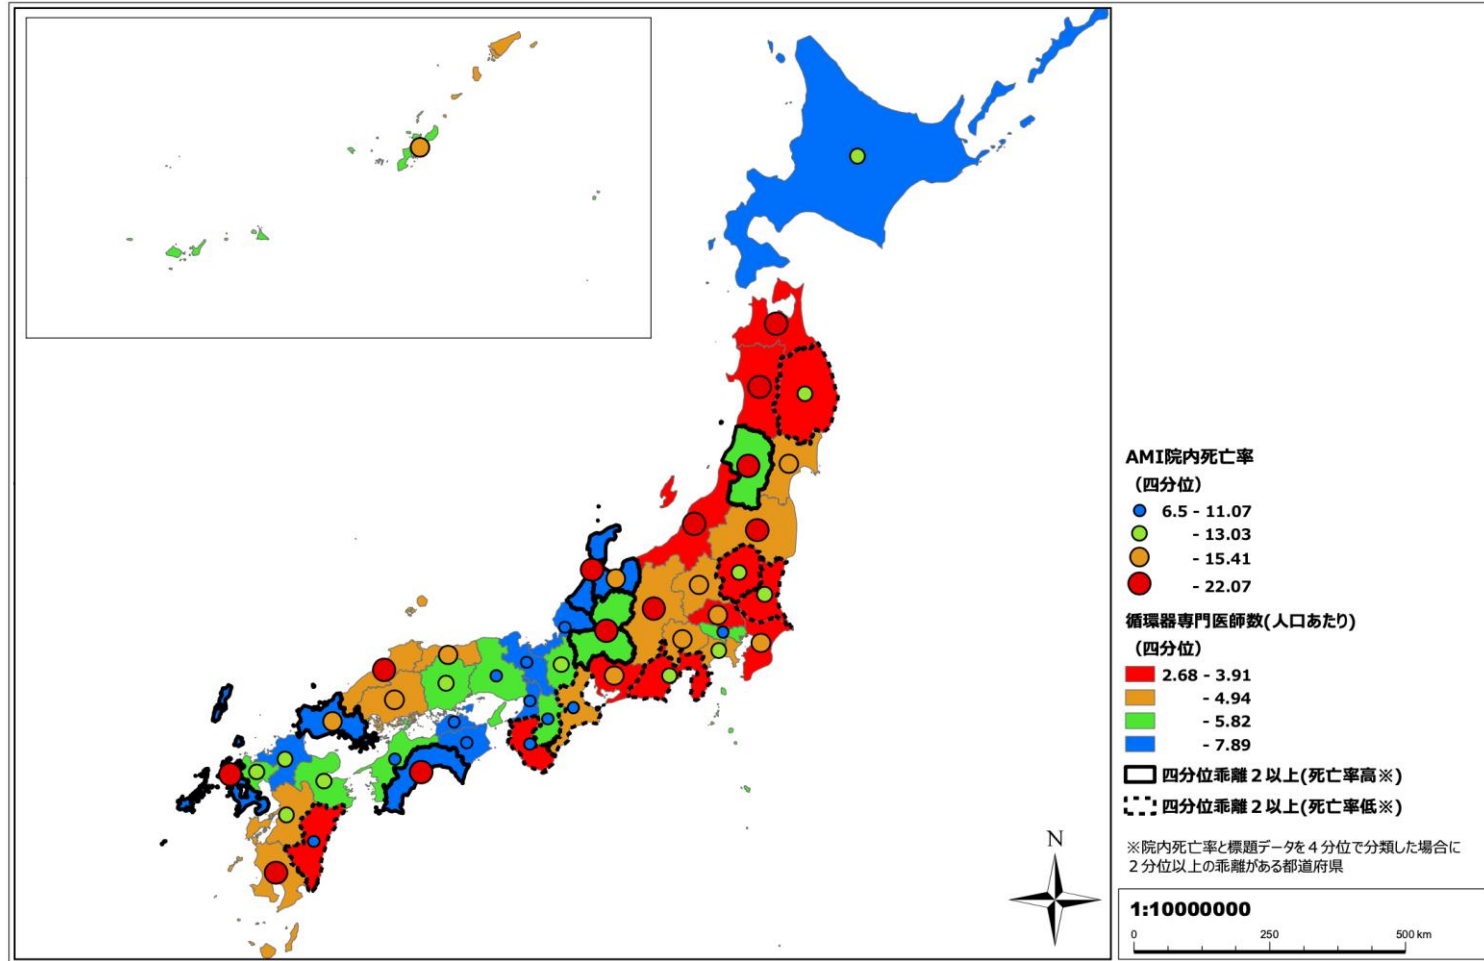 AMI院内死亡率
(四分位)
6.5 - 11.07
- 13.03
- 15.41
- 22.07
循環器専門医師数(人口あたり)
(四分位)
2.68 - 3.91
- 4.94
- 5.82
- 7.89
四分位乖離２以上(死亡率高※)
四分位乖離２以上(死亡率低※)
※院内死亡率と標題データを４分位で分類した場合に
２分位以上の乖離がある都道府県
N
1:10000000
0 250 500 km